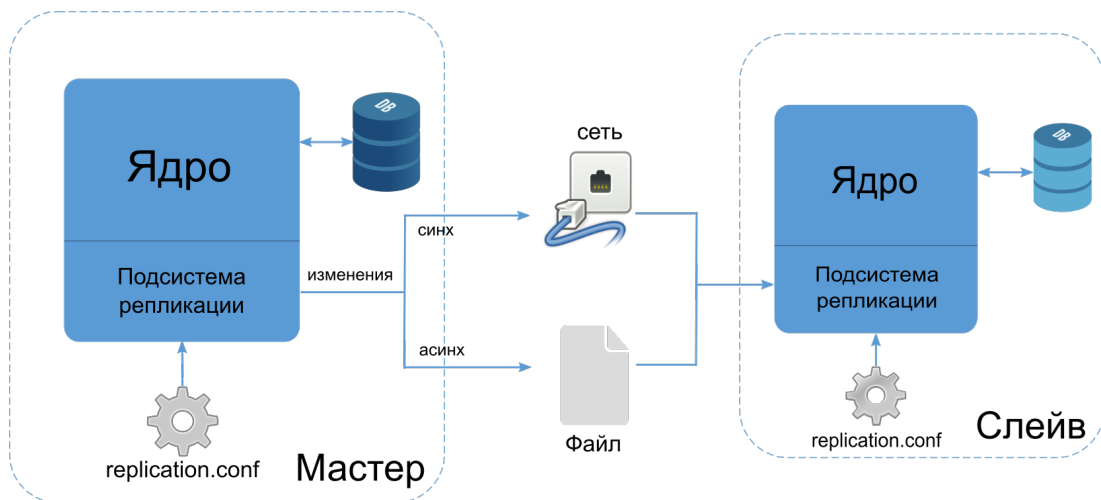 Ядро
DB
Подсистема
репликации
replication.conf
Мастер
изменения
синх
асинх
сеть
Файл
Ядро
DB
Подсистема
репликации
replication.conf
Слейв